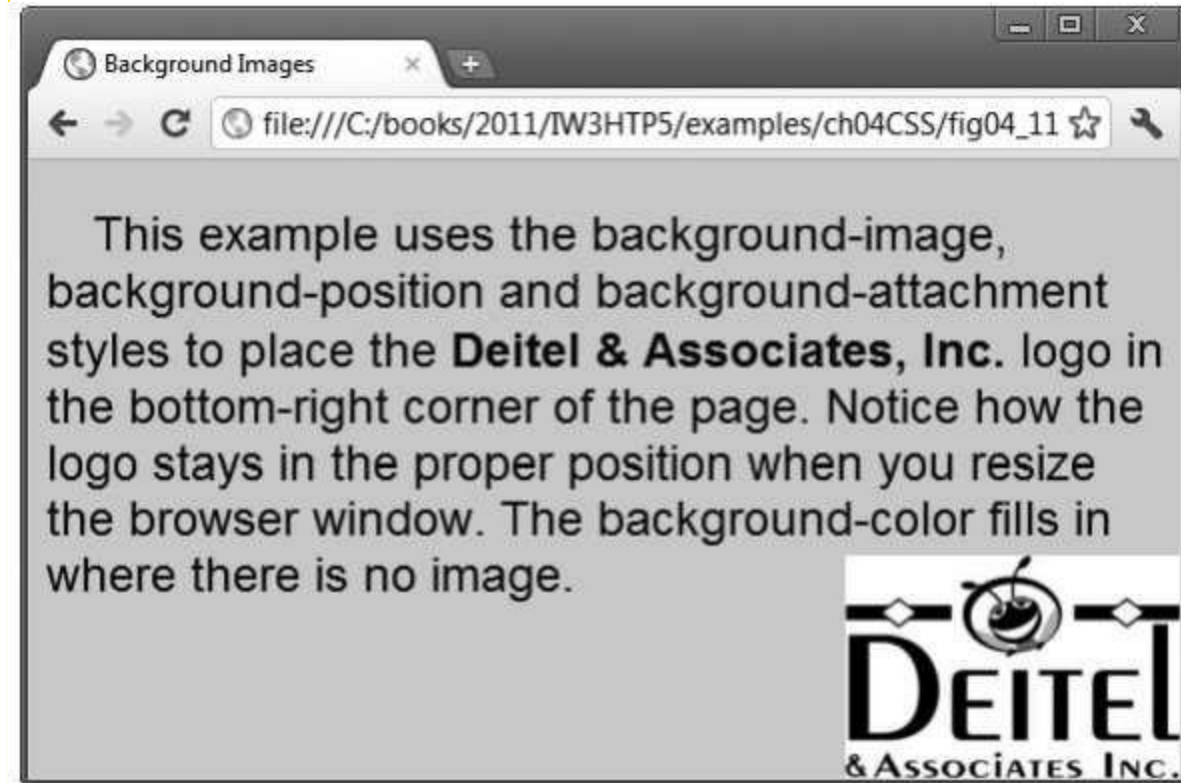 Background Images
file:///C:/books/2011/IW3HTP5/examples/ch04CSS/fig04_11
This example uses the background-image,
background-position and background-attachment
styles to place the Deitel & Associates, Inc. logo in
the bottom-right corner of the page. Notice how the
logo stays in the proper position when you resize
the browser window. The background-color fills in
where there is no image.
DEITEL
& ASSOCIATES INC.